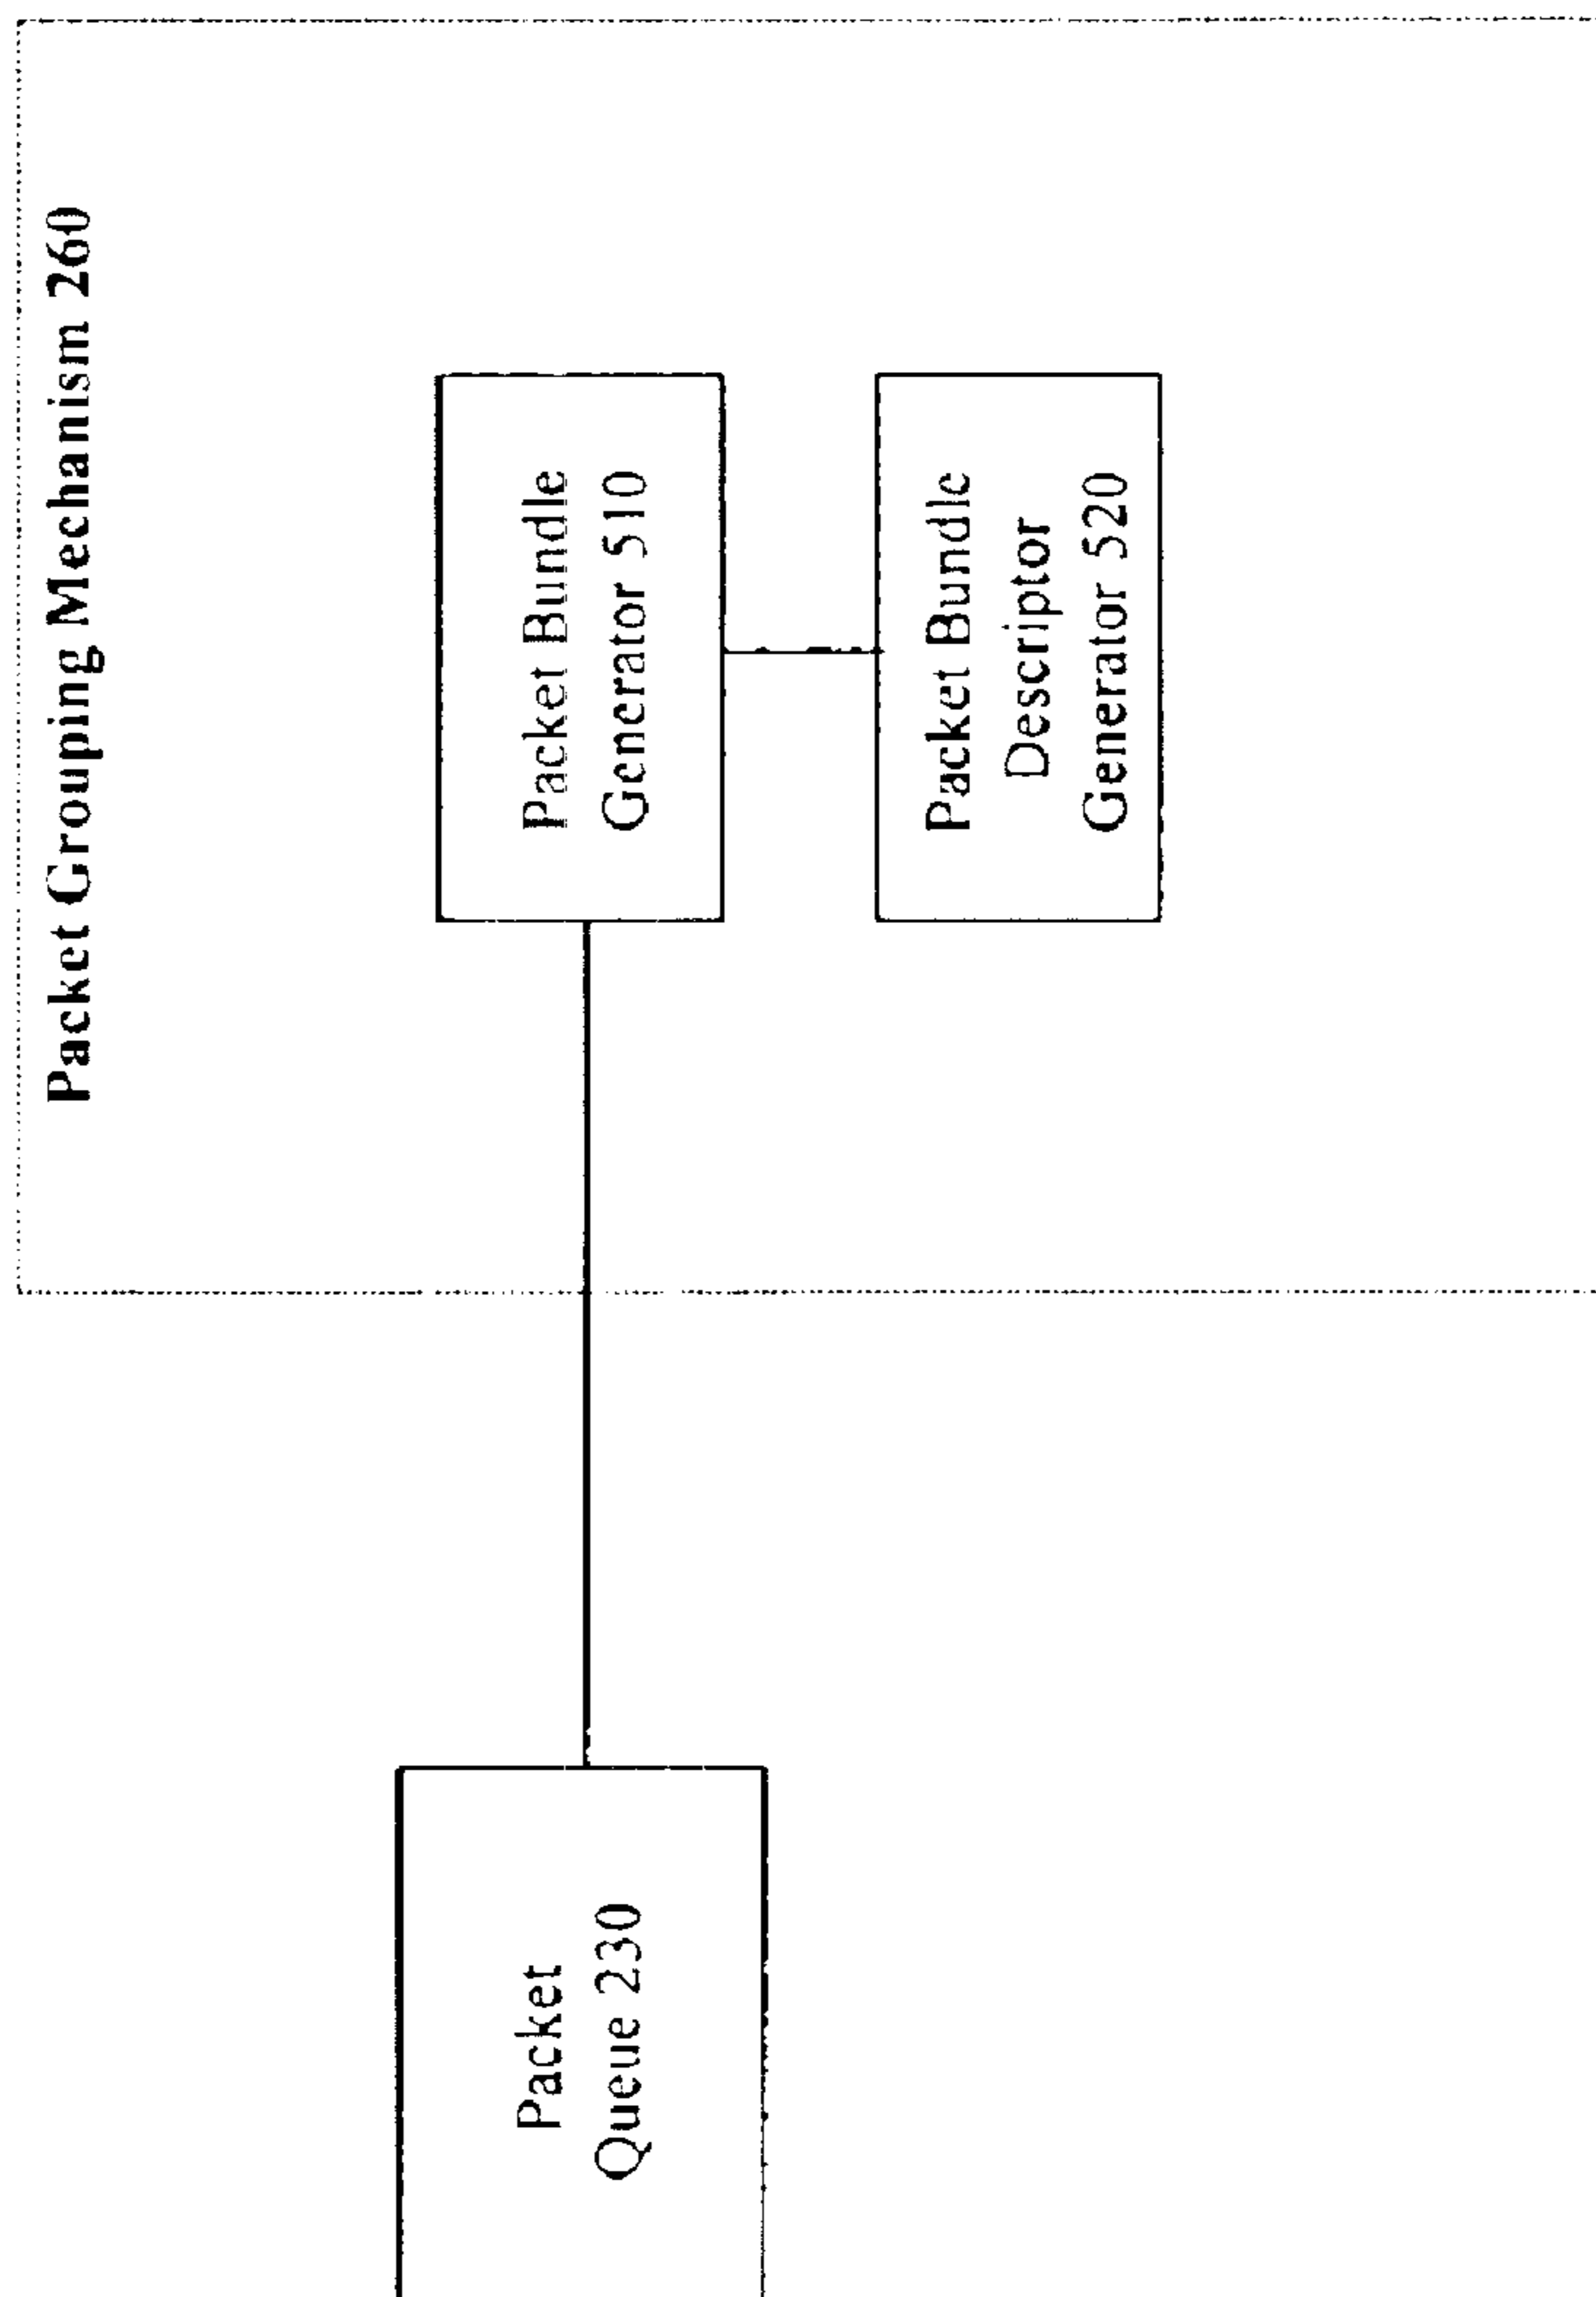 Packet Grouping Mechanism 260
Packet
Queue 230
Packet Bundle
Generator 510
Packet Bundle
Descriptor
Generator 520